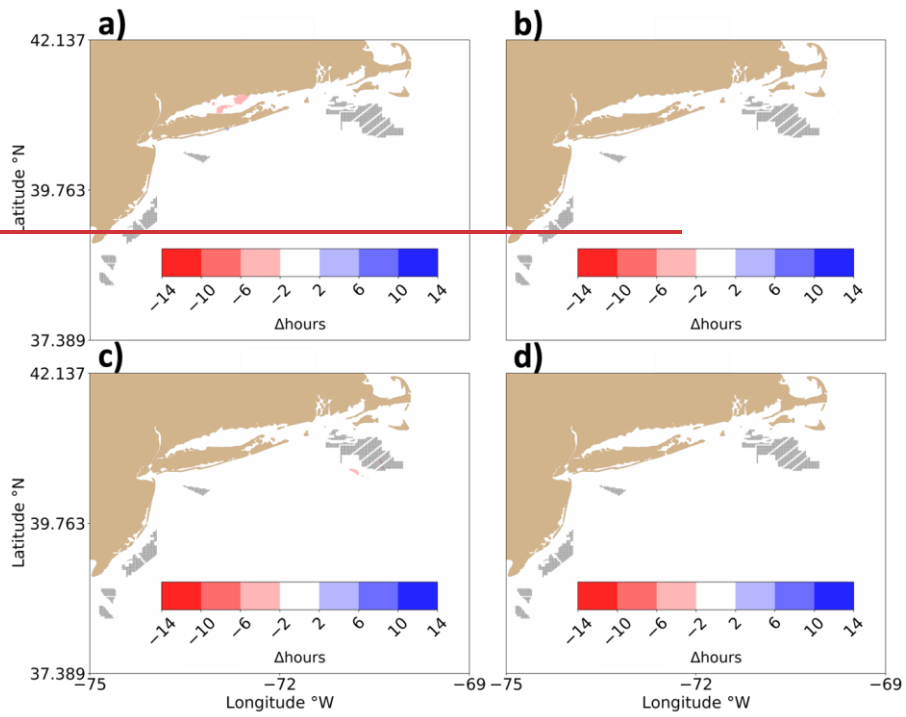 a) b)
42.137
Latitude °N
39.763
−14 −10 −6 −2 2 6 10 14
−14 −10 −6 −2 2 6 10 14
Δhours
Δhours
37.389
c) d)
42.137
Latitude °N
39.763
−14 −10 −6 −2 2 6 10 14
−14 −10 −6 −2 2 6 10 14
Δhours
Δhours
37.389
−75 −72 −69
−75 −72 −69
Longitude °W
Longitude °W